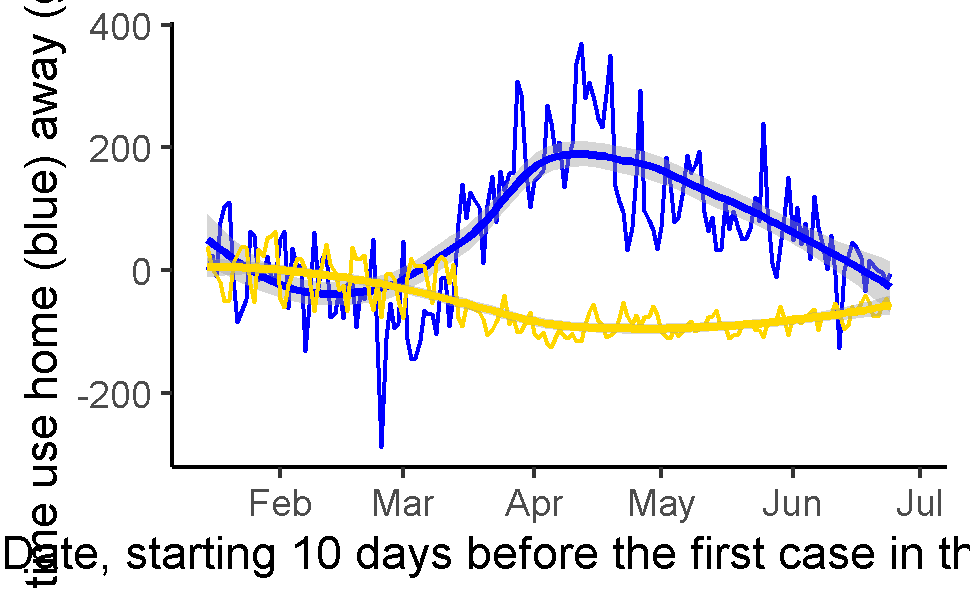 time use home (blue) away (
400
200
0
-200
Feb Mar Apr May Jun Jul
Date, starting 10 days before the first case in th